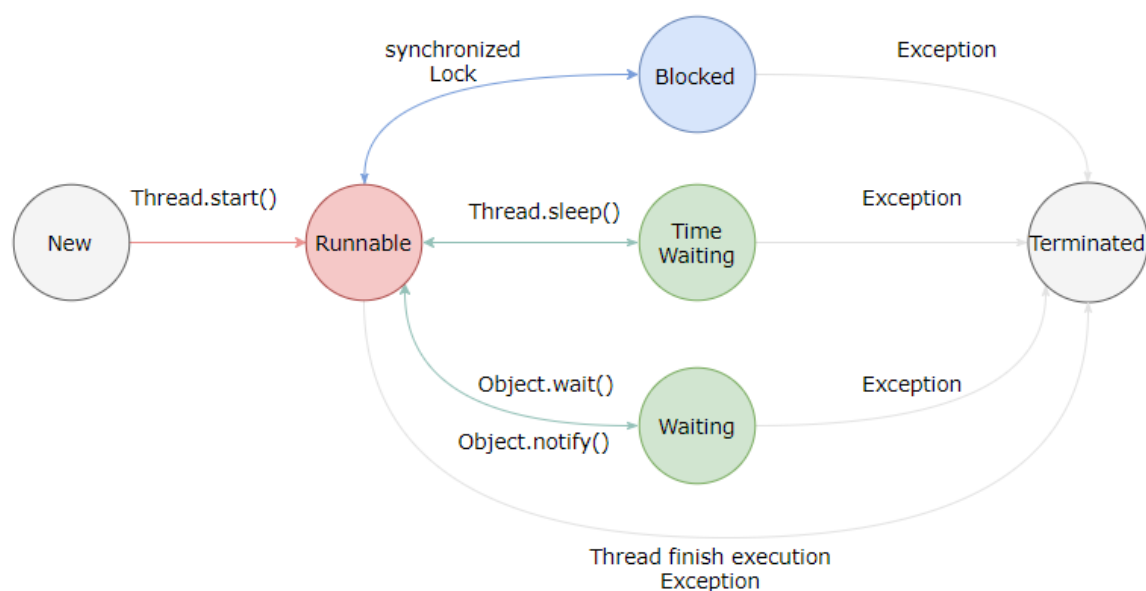 synchronized
Lock
Blocked
Exception
Thread.start()
New
Runnable
Thread.sleep()
Time
Waiting
Exception
Terminated
Object.wait()
Object.notify()
Waiting
Exception
Thread finish execution
Exception